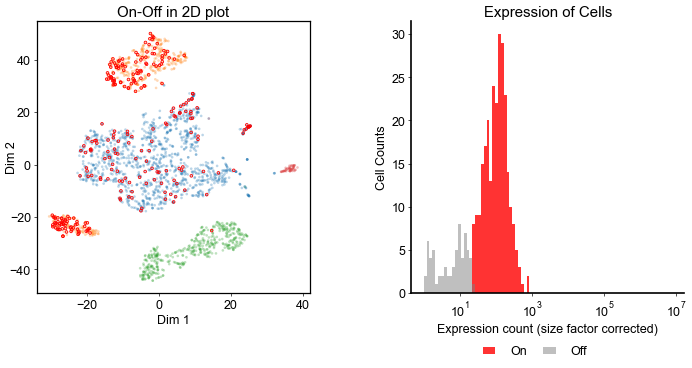 On-Off in 2D plot
Dim 2
40
20
0
−20
−40
−20
0
20
40
Dim 1
Expression of Cells
Cell Counts
30
25
20
15
10
5
0
10^1
10^3
10^5
10^7
Expression count (size factor corrected)
On
Off